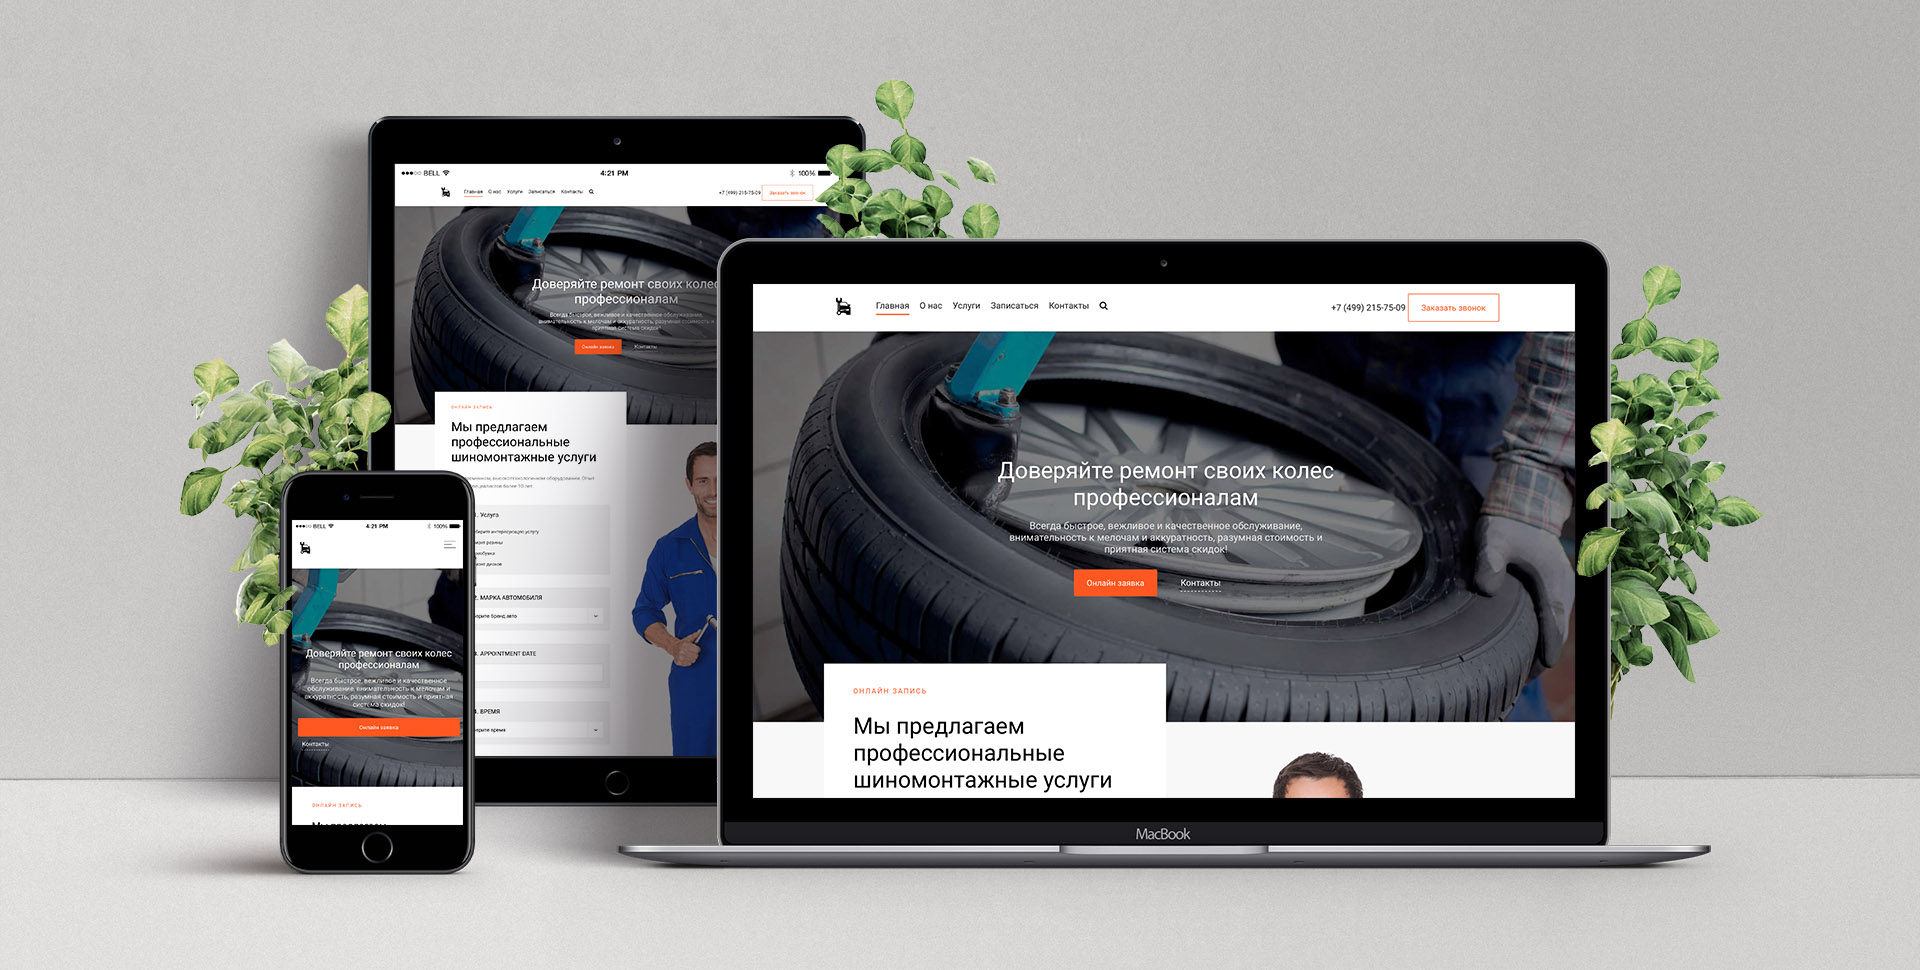 ●●●○○ BELL
4:21 PM
100%
Главная О нас Услуги Записаться Контакты
+7 (499) 215-75-09
Заказать звонок
Доверяйте ремонт своих колес
профессионалам
Всегда быстрое, вежливое и качественное обслуживание,
внимательность к мелочам и аккуратность, разумная стоимость и
приятная система скидок!
Онлайн заявка Контакты
ОНЛАЙН ЗАПИСЬ
Мы предлагаем
профессиональные
шиномонтажные услуги
специалистов более 10 лет.
1. Услуга
2. МАРКА АВТОМОБИЛЯ
3. APPOINTMENT DATE
4. ВРЕМЯ
●●●○○ BELL
4:21 PM
100%
Доверяйте ремонт своих колес
профессионалам
Всегда быстрое, вежливое и качественное
обслуживание, внимательность к мелочам и
аккуратность, разумная стоимость и приятная
система скидок!
Онлайн заявка
Контакты
ОНЛАЙН ЗАПИСЬ
Мы предлагаем
Главная О нас Услуги Записаться Контакты
+7 (499) 215-75-09
Заказать звонок
Доверяйте ремонт своих колес
профессионалам
Всегда быстрое, вежливое и качественное обслуживание,
внимательность к мелочам и аккуратность, разумная стоимость и
приятная система скидок!
Онлайн заявка Контакты
ОНЛАЙН ЗАПИСЬ
Мы предлагаем
профессиональные
шиномонтажные услуги
MacBook